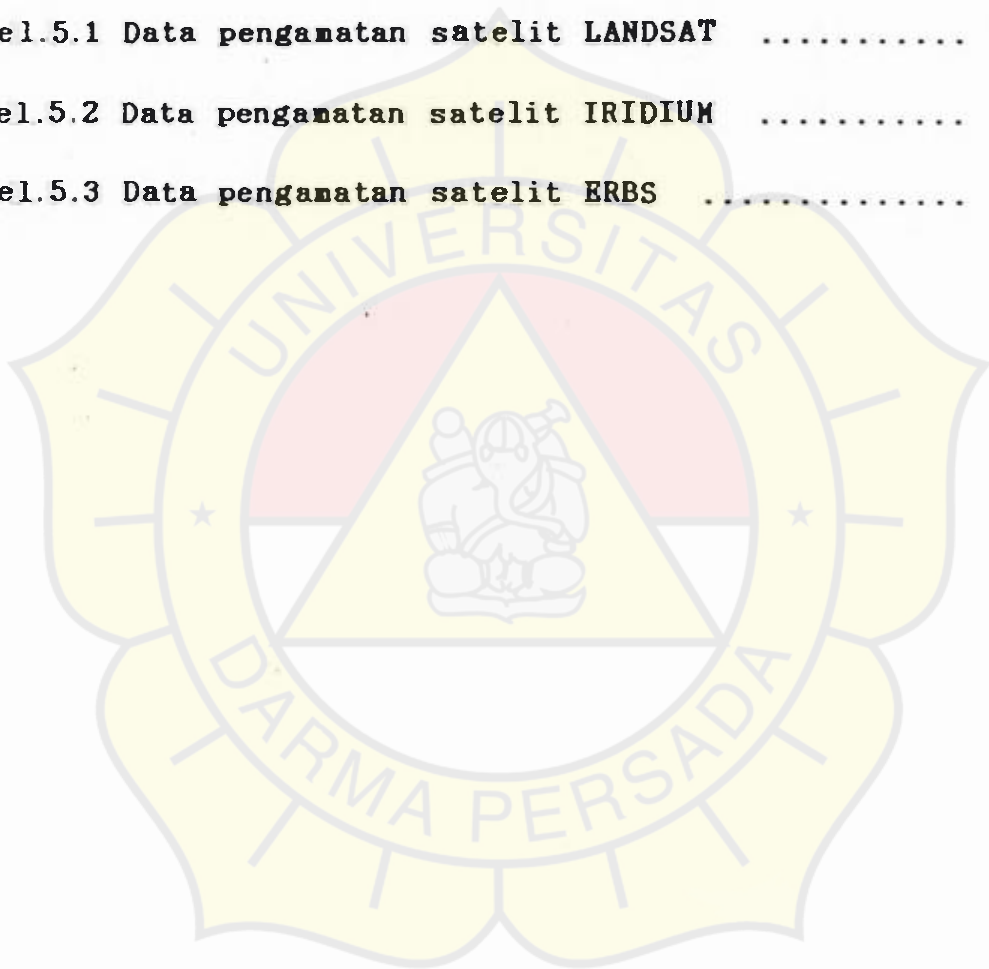 el.5.1 Data pengamatan satelit LANDSAT ...........
el.5.2 Data pengamatan satelit IRIDIUM ...........
el.5.3 Data pengamatan satelit ERBS ..............
UNIVERSITAS
DARMA PERSADA